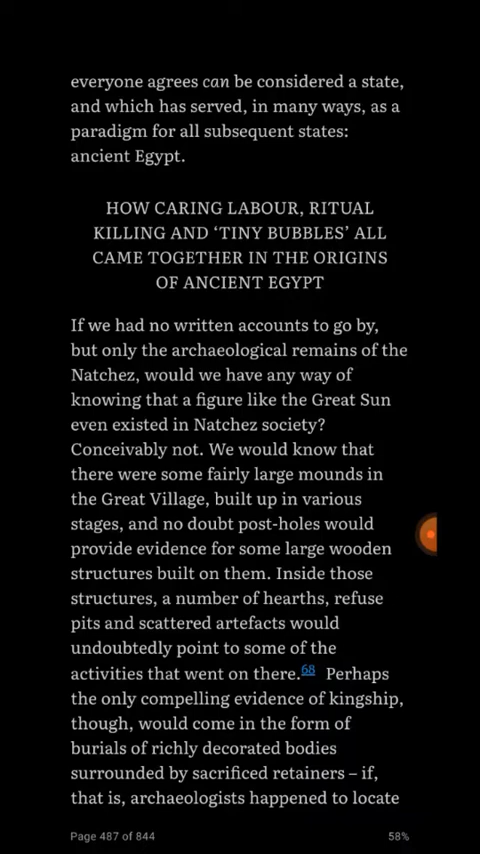 everyone agrees can be considered a state,
and which has served, in many ways, as a
paradigm for all subsequent states:
ancient Egypt.
HOW CARING LABOUR, RITUAL
KILLING AND ‘TINY BUBBLES’ ALL
CAME TOGETHER IN THE ORIGINS
OF ANCIENT EGYPT
If we had no written accounts to go by,
but only the archaeological remains of the
Natchez, would we have any way of
knowing that a figure like the Great Sun
even existed in Natchez society?
Conceivably not. We would know that
there were some fairly large mounds in
the Great Village, built up in various
stages, and no doubt post-holes would
provide evidence for some large wooden
structures built on them. Inside those
structures, a number of hearths, refuse
pits and scattered artefacts would
undoubtedly point to some of the
activities that went on there.68 Perhaps
the only compelling evidence of kingship,
though, would come in the form of
burials of richly decorated bodies
surrounded by sacrificed retainers – if,
that is, archaeologists happened to locate
Page 487 of 844 58%